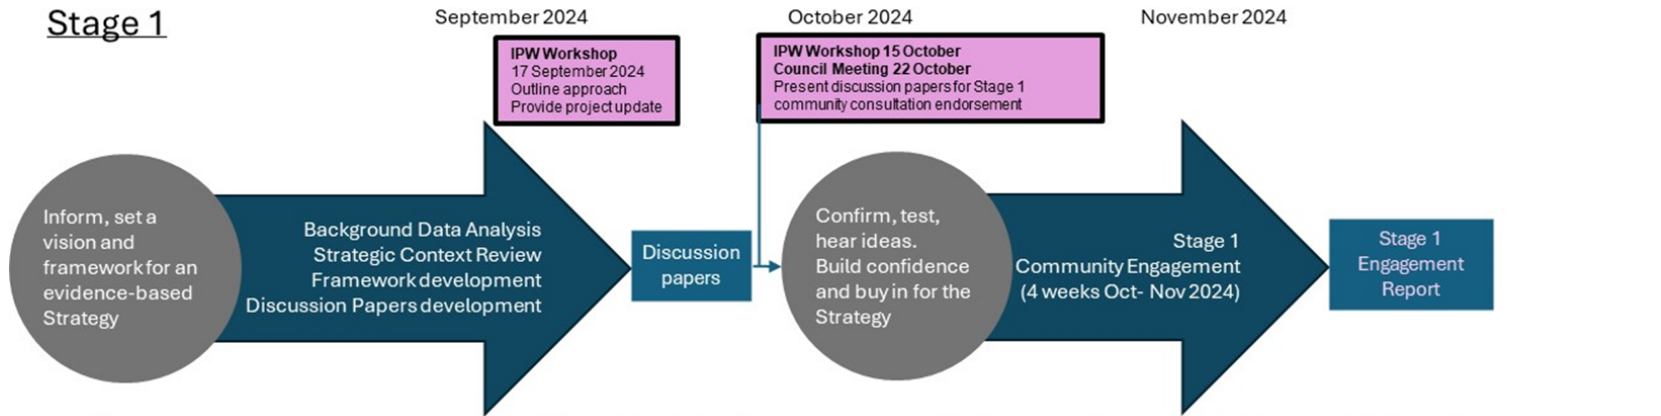 Stage 1
September 2024
October 2024
November 2024
IPW Workshop
17 September 2024
Outline approach
Provide project update
IPW Workshop 15 October
Council Meeting 22 October
Present discussion papers for Stage 1
community consultation endorsement
Inform, set a
vision and
framework for an
evidence-based
Strategy
Background Data Analysis
Strategic Context Review
Framework development
Discussion Papers development
Discussion
papers
Confirm, test,
hear ideas.
Build confidence
and buy in for the
Strategy
Stage 1
Community Engagement
(4 weeks Oct- Nov 2024)
Stage 1
Engagement
Report